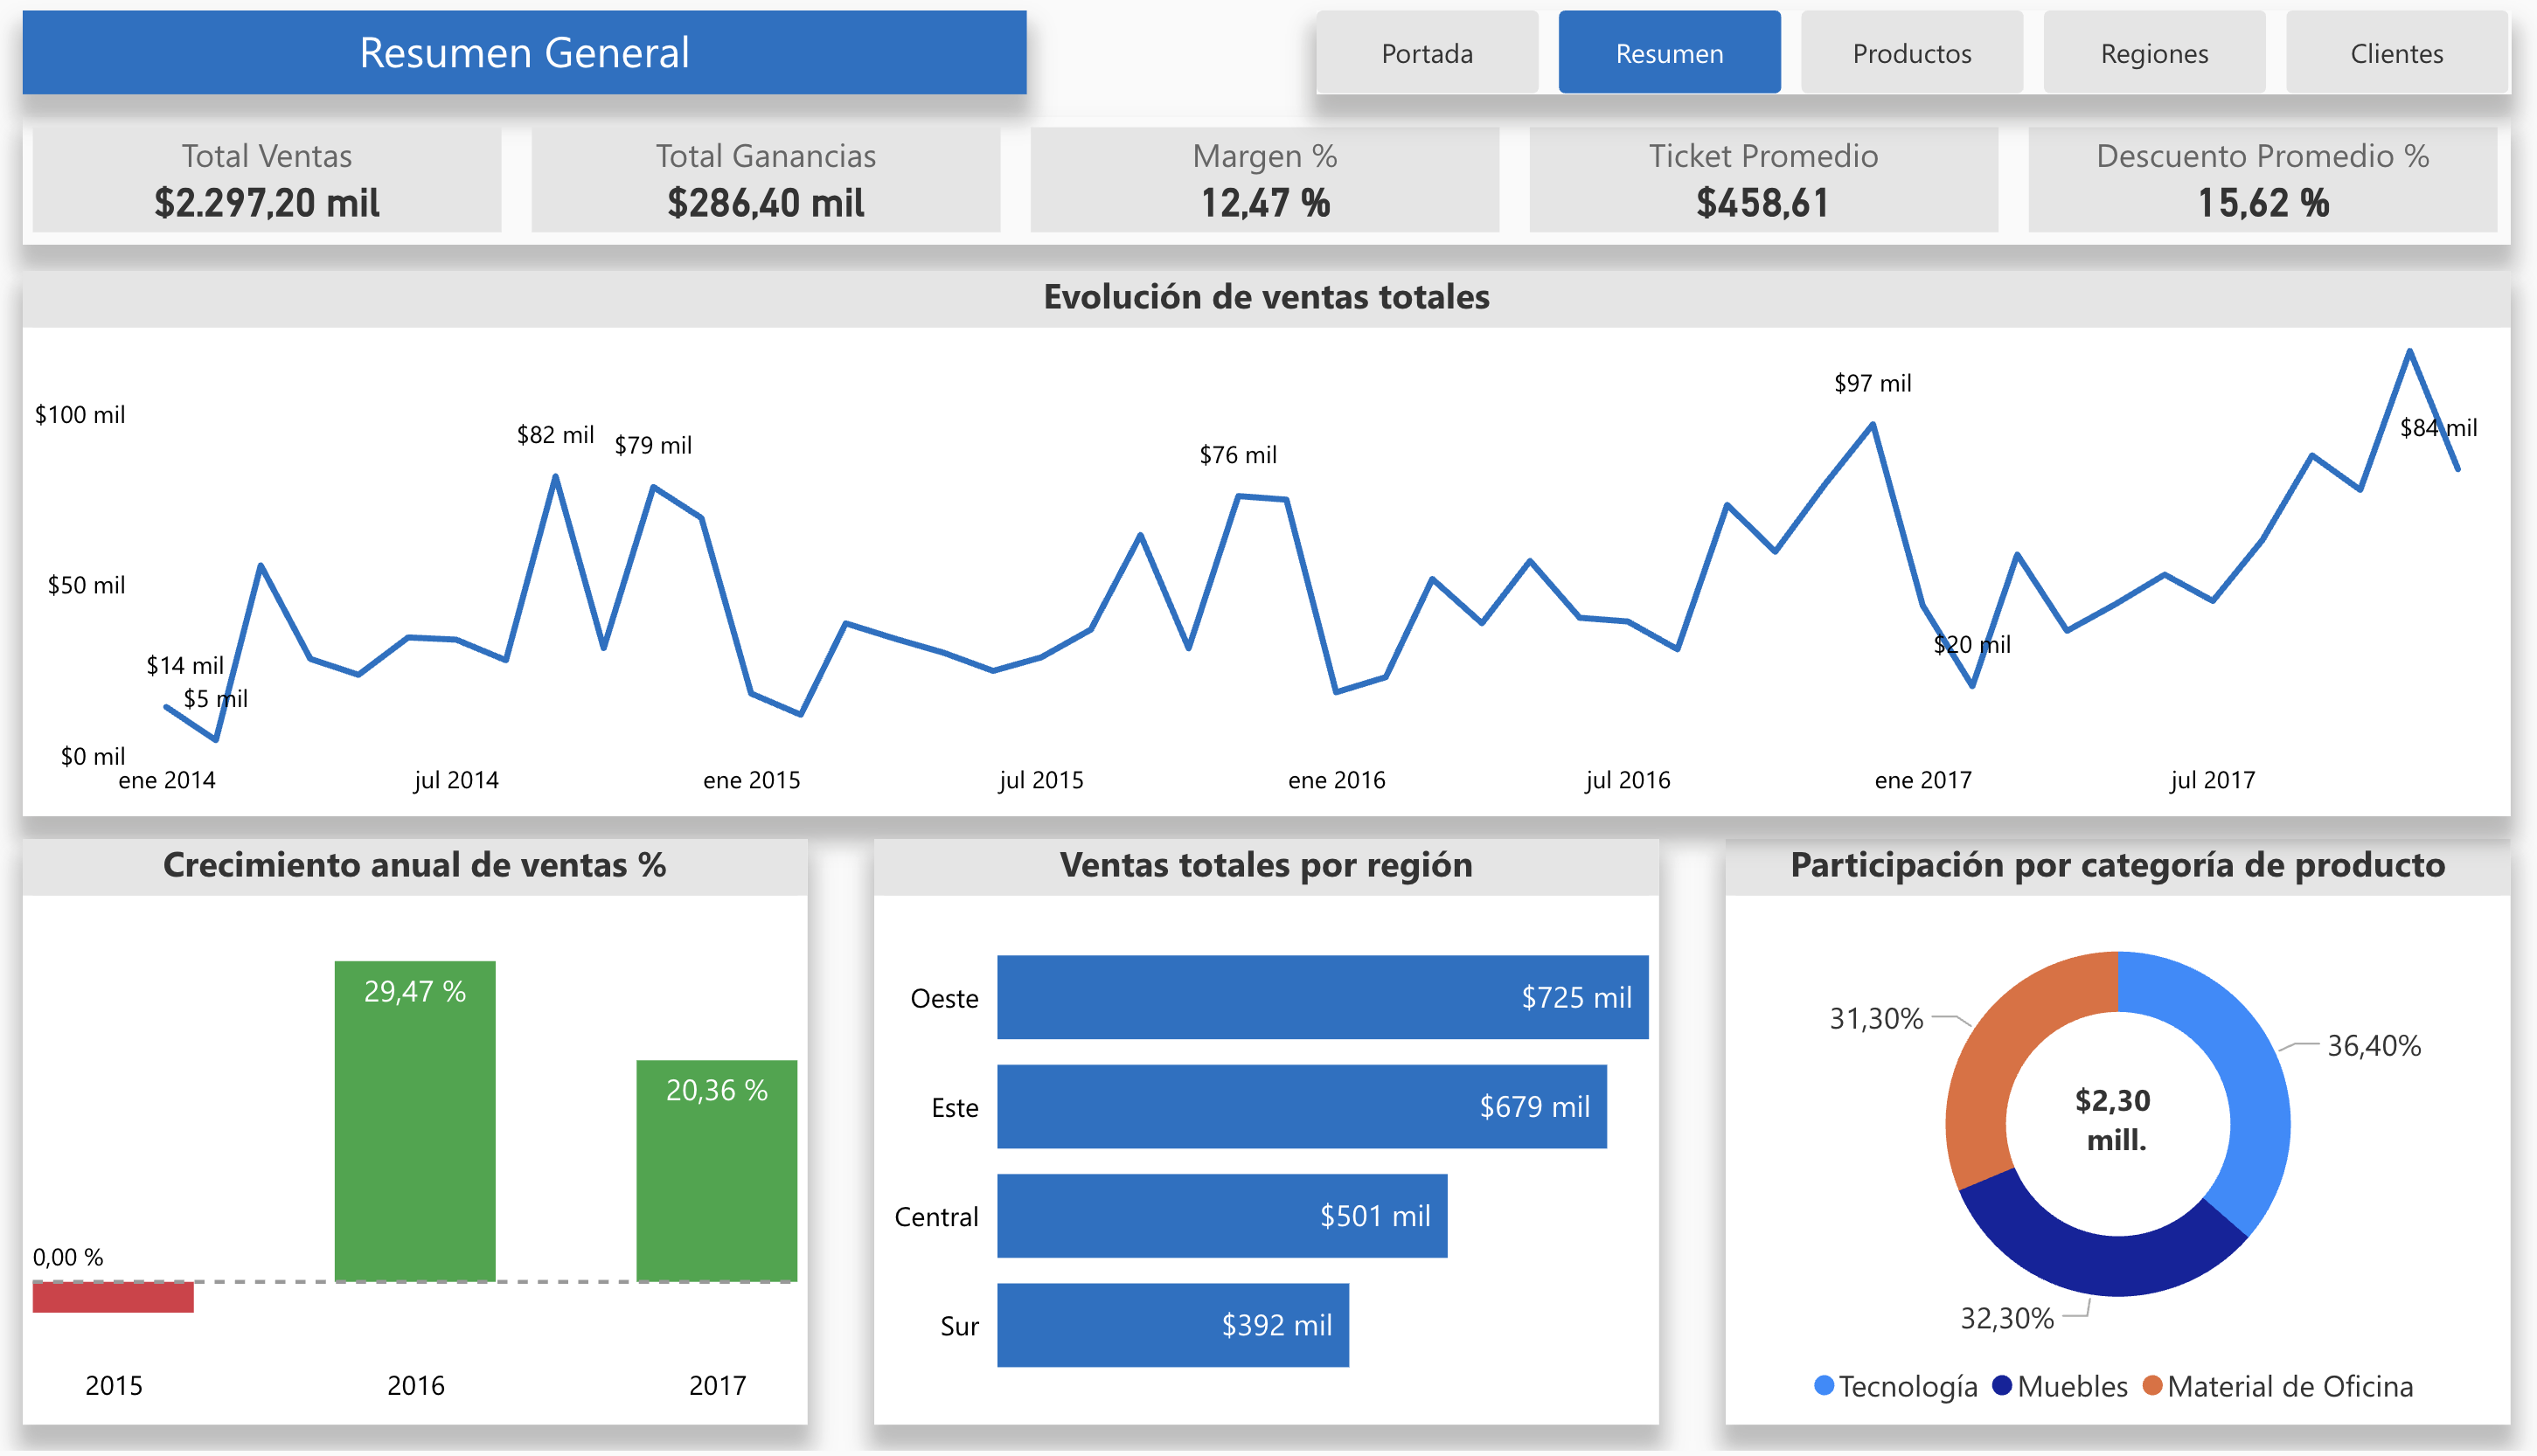 Resumen General
Portada
Resumen
Productos
Regiones
Clientes
Total Ventas
$2.297,20 mil
Total Ganancias
$286,40 mil
Margen %
12,47 %
Ticket Promedio
$458,61
Descuento Promedio %
15,62 %
Evolución de ventas totales
$100 mil
$50 mil
$0 mil
$14 mil
$5 mil
$82 mil
$79 mil
$76 mil
$97 mil
$20 mil
$84 mil
ene 2014
jul 2014
ene 2015
jul 2015
ene 2016
jul 2016
ene 2017
jul 2017
Crecimiento anual de ventas %
29,47 %
20,36 %
0,00 %
2015
2016
2017
Ventas totales por región
Oeste
$725 mil
Este
$679 mil
Central
$501 mil
Sur
$392 mil
Participación por categoría de producto
31,30%
36,40%
$2,30
mill.
32,30%
Tecnología
Muebles
Material de Oficina